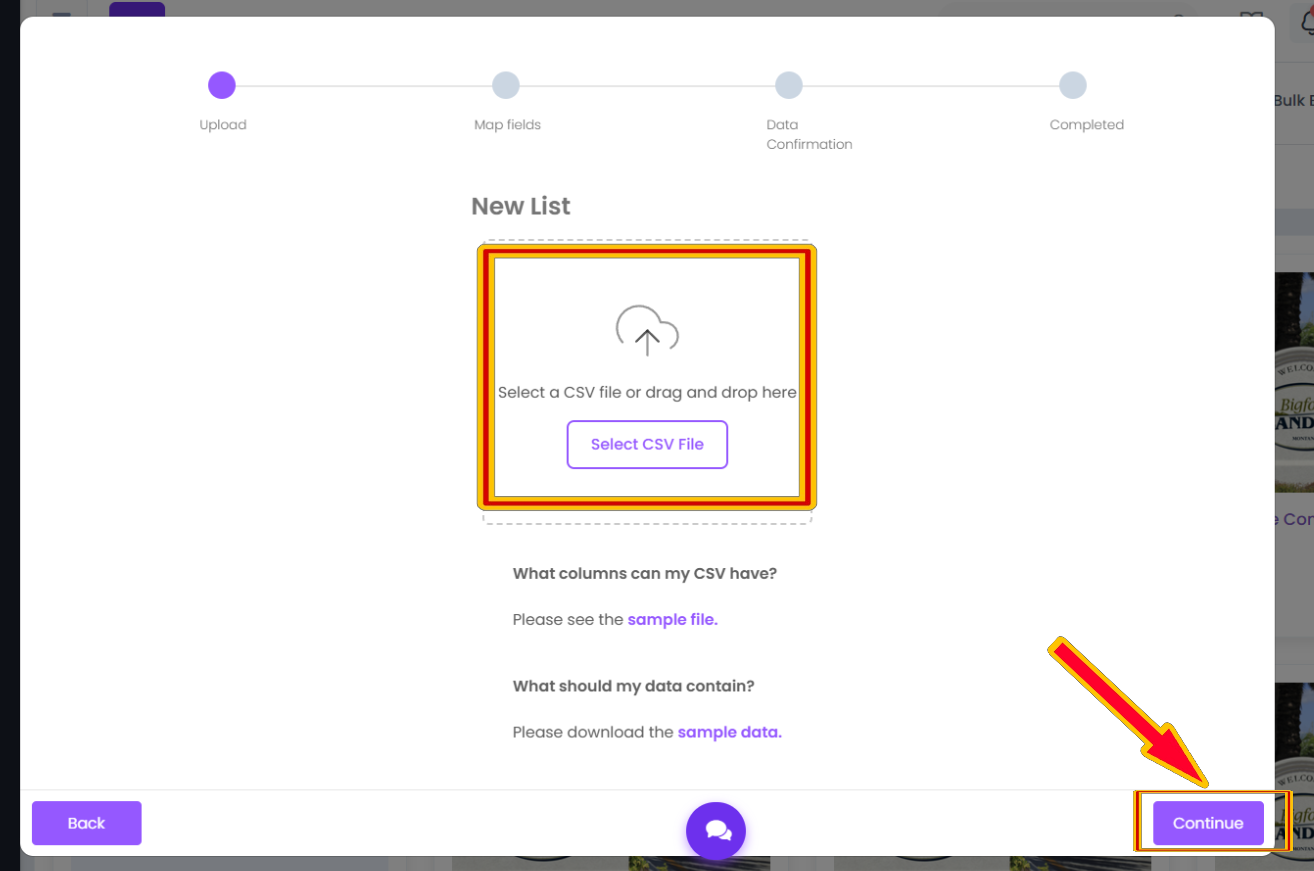 Upload
Map fields
Data
Confirmation
Completed
Bulk
New List
Select a CSV file or drag and drop here
Select CSV File
What columns can my CSV have?
Please see the sample file.
What should my data contain?
Please download the sample data.
Back
Continue